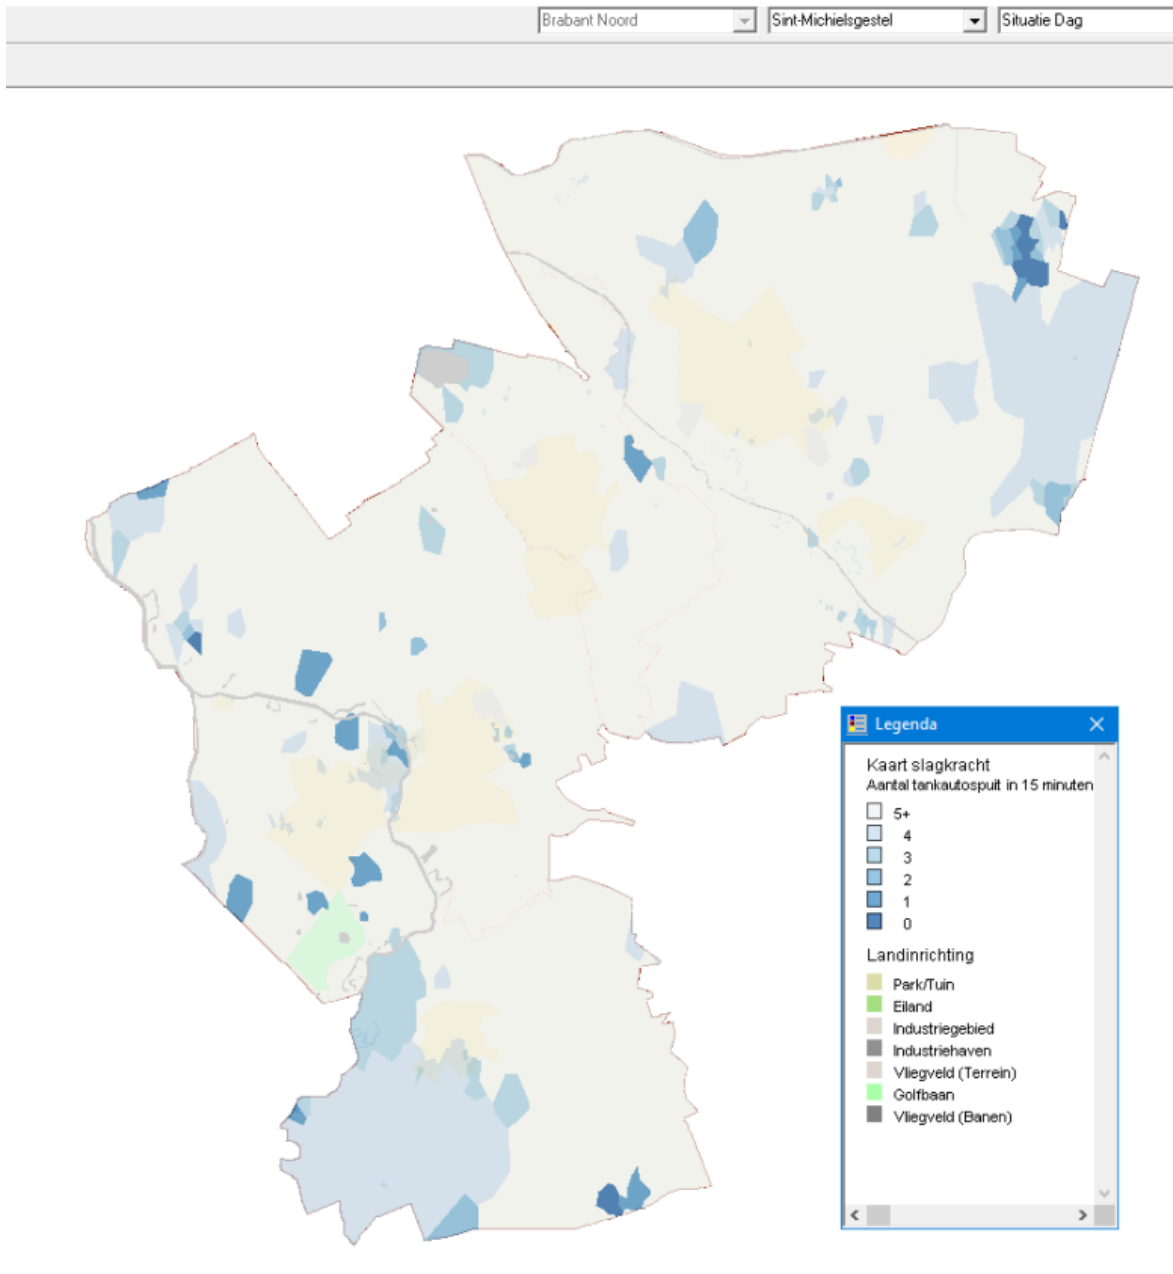 Brabant Noord
Sint-Michielsgestel
Situatie Dag
Legenda
Kaart slagkracht
Aantal tankautospuit in 15 minuten
5+
4
3
2
1
0
Landinrichting
Park/Tuin
Eiland
Industriegebied
Industriehaven
Vliegveld (Terrein)
Golfbaan
Vliegveld (Banen)